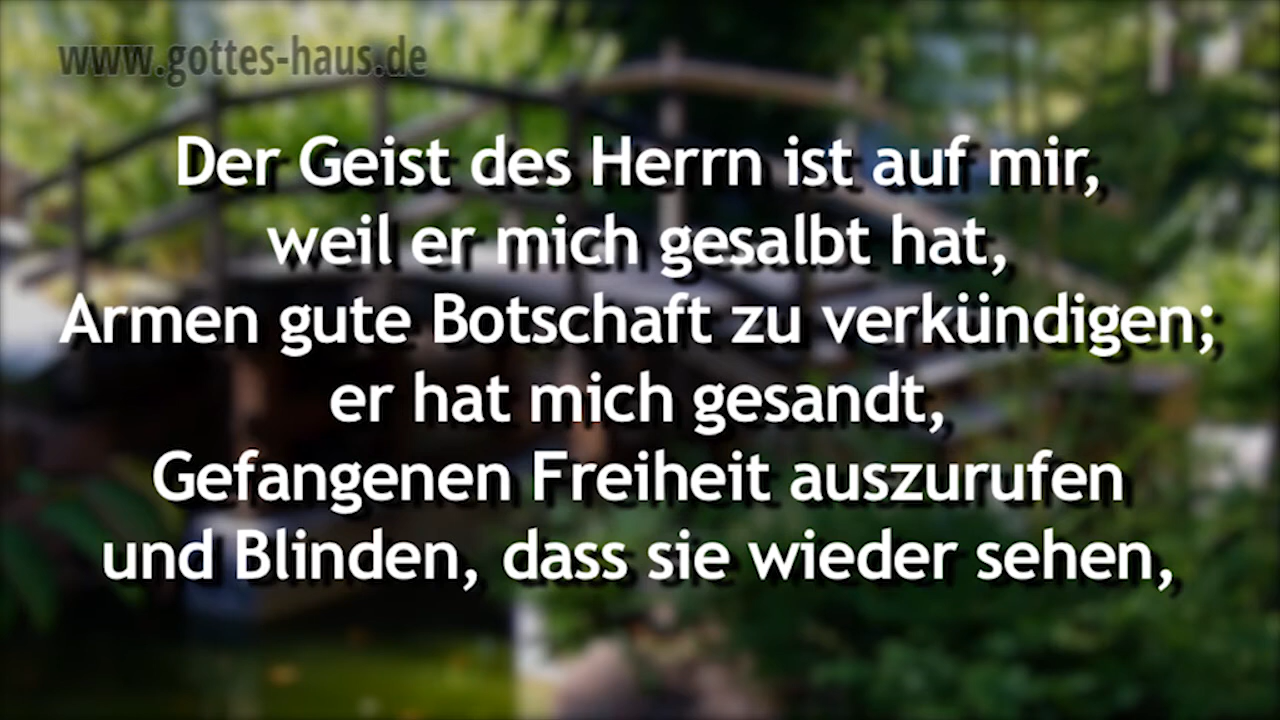 www.gottes-haus.de
Der Geist des Herrn ist auf mir,
weil er mich gesalbt hat,
Armen gute Botschaft zu verkündigen;
er hat mich gesandt,
Gefangenen Freiheit auszurufen
und Blinden, dass sie wieder sehen,